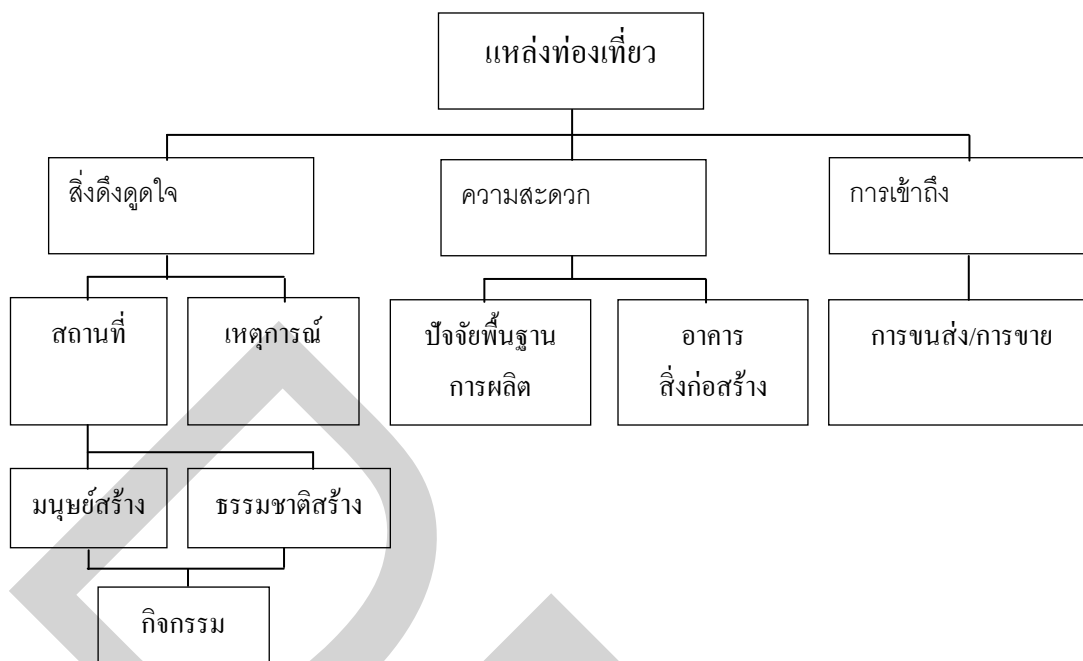 แหล่งท่องเที่ยว
สิ่งดึงดูดใจ
ความสะดวก
การเข้าถึง
สถานที่
เหตุการณ์
ปัจจัยพื้นฐาน
การผลิต
อาคาร
สิ่งก่อสร้าง
การขนส่ง/การขาย
มนุษย์สร้าง
ธรรมชาติสร้าง
กิจกรรม